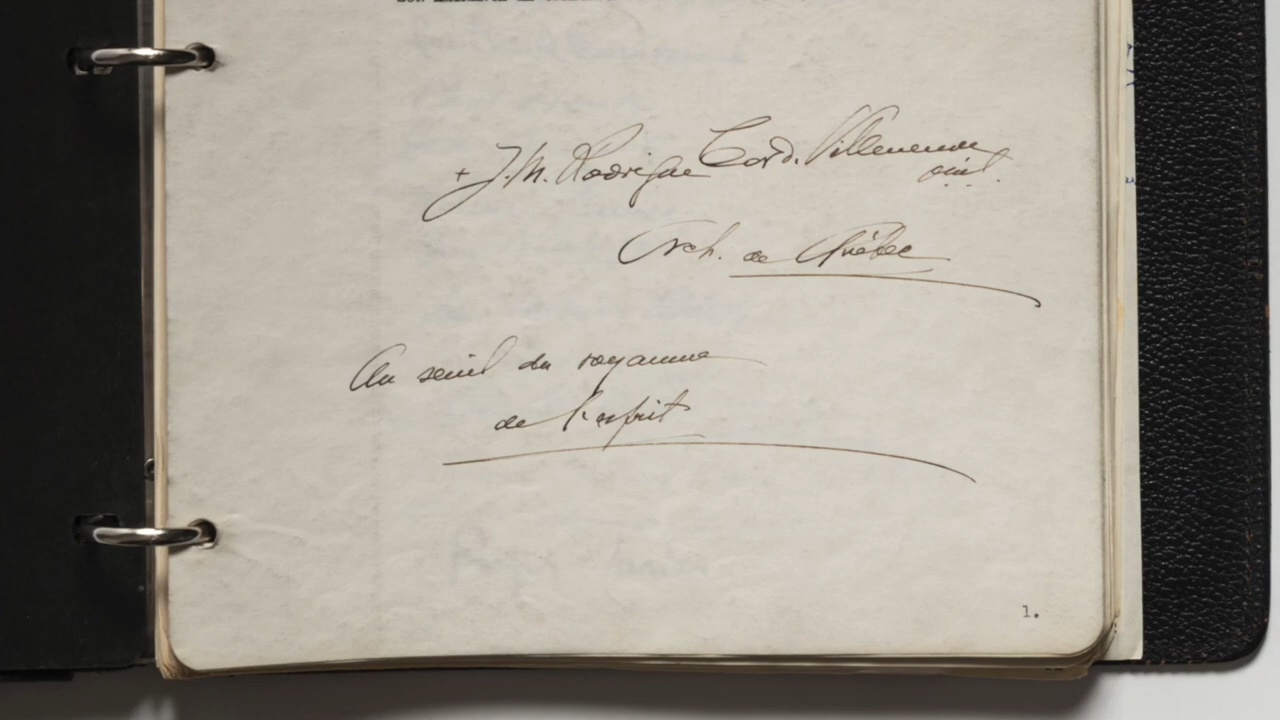 + J. M. Rodrigue Card. Villeneuve
o.m.i.
Arch. de Québec
Au seuil du royaume
de l'esprit
1.